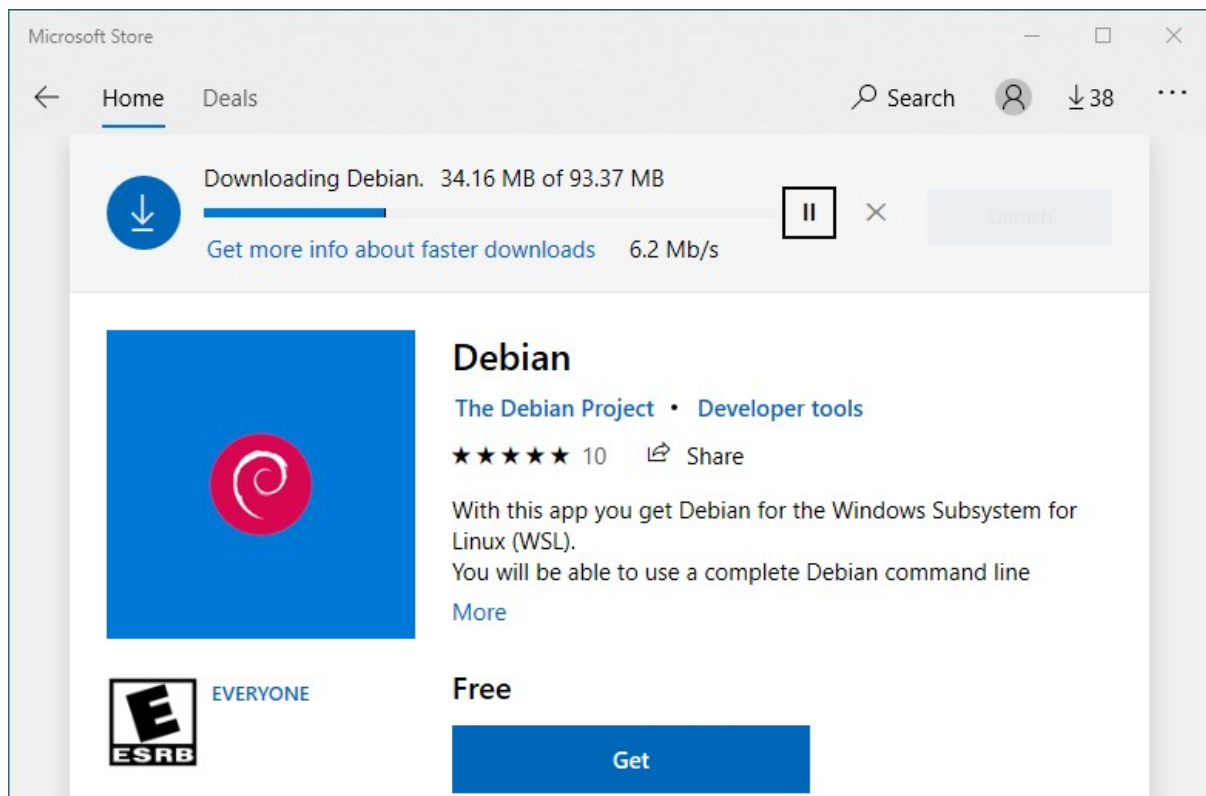 Microsoft Store
Home Deals Search 38
Downloading Debian. 34.16 MB of 93.37 MB
Launch
Get more info about faster downloads 6.2 Mb/s
Debian
The Debian Project • Developer tools
★★★★★ 10 Share
With this app you get Debian for the Windows Subsystem for
Linux (WSL).
You will be able to use a complete Debian command line
More
E
ESRB
EVERYONE
Free
Get